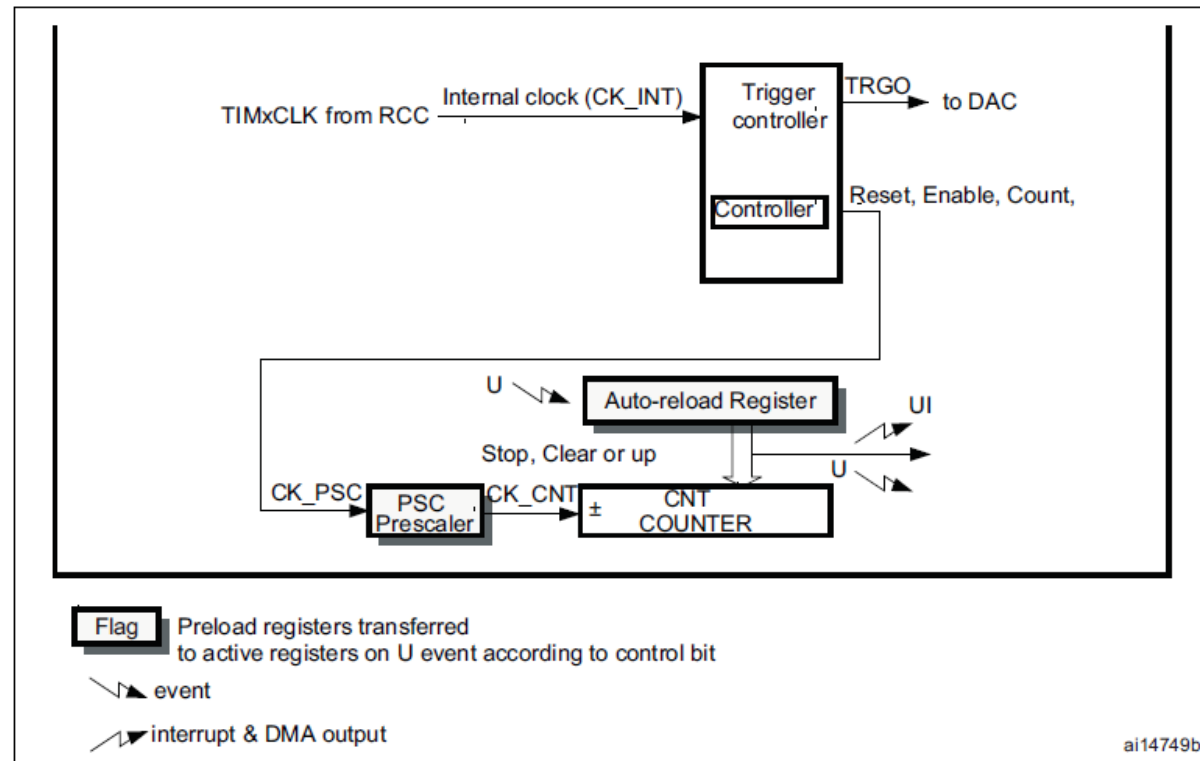 Internal clock (CK_INT)
TIMxCLK from RCC
Trigger
controller
TRGO
to DAC
Controller
Reset, Enable, Count,
U
Auto-reload Register
UI
Stop, Clear or up
U
CK_PSC
PSC
Prescaler
CK_CNT
±
CNT
COUNTER
Flag
Preload registers transferred
to active registers on U event according to control bit
event
interrupt & DMA output
ai14749b